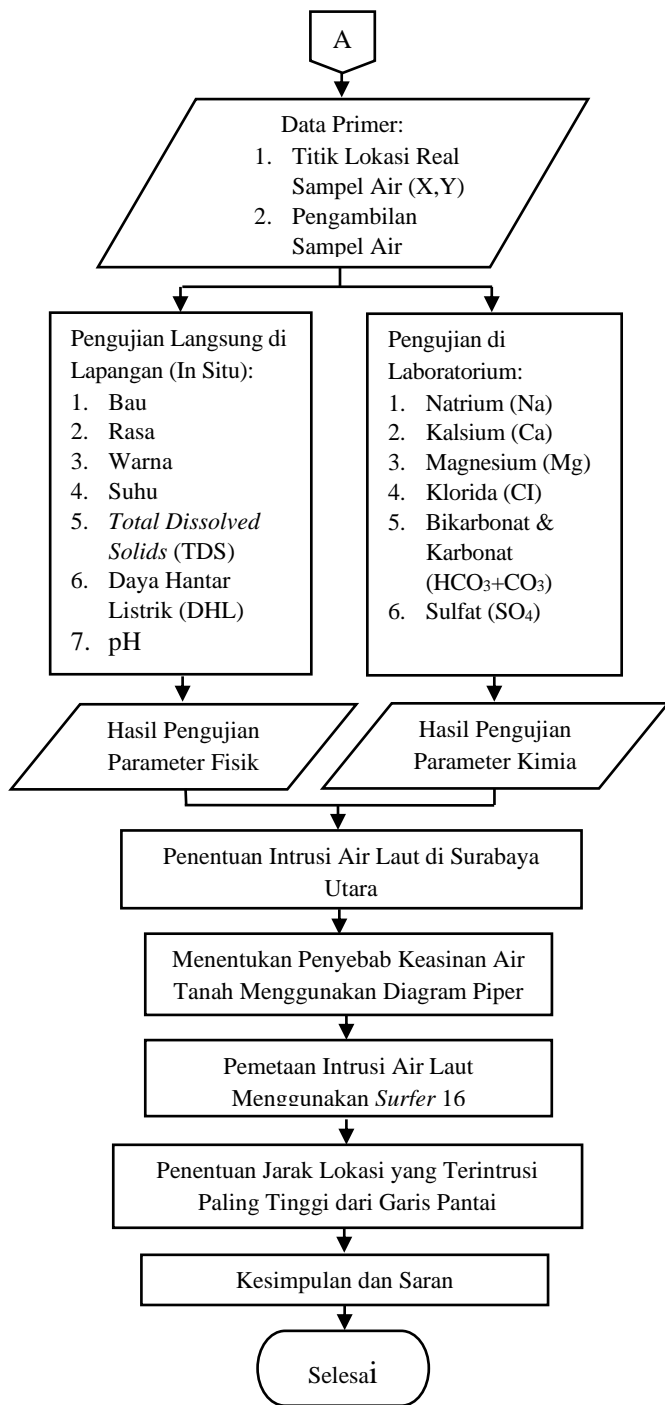 A
Data Primer:
1. Titik Lokasi Real
Sampel Air (X,Y)
2. Pengambilan
Sampel Air
Pengujian Langsung di
Lapangan (In Situ):
1. Bau
2. Rasa
3. Warna
4. Suhu
5. Total Dissolved
Solids (TDS)
6. Daya Hantar
Listrik (DHL)
7. pH
Pengujian di
Laboratorium:
1. Natrium (Na)
2. Kalsium (Ca)
3. Magnesium (Mg)
4. Klorida (CI)
5. Bikarbonat &
Karbonat
(HCO₃+CO₃)
6. Sulfat (SO₄)
Hasil Pengujian
Parameter Fisik
Hasil Pengujian
Parameter Kimia
Penentuan Intrusi Air Laut di Surabaya
Utara
Menentukan Penyebab Keasinan Air
Tanah Menggunakan Diagram Piper
Pemetaan Intrusi Air Laut
Menggunakan Surfer 16
Penentuan Jarak Lokasi yang Terintrusi
Paling Tinggi dari Garis Pantai
Kesimpulan dan Saran
Selesai